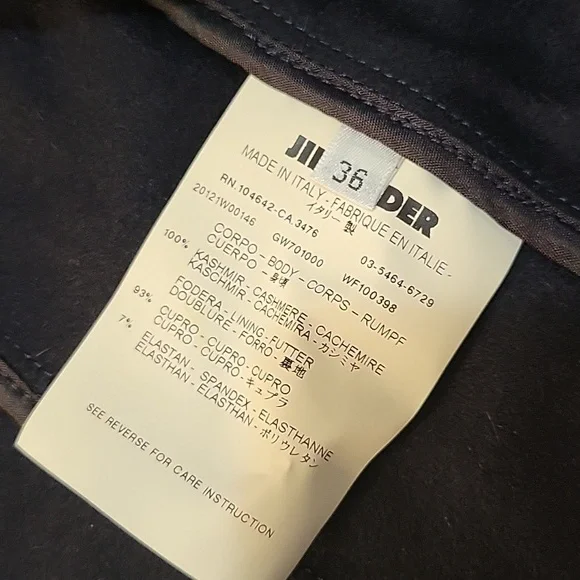 JIL SANDER
36
MADE IN ITALY-FABRIQUE EN ITALIE-
イタリー製
RN.104642-CA.3476 03-5464-6729
20121W00146 GW701000 WF100398
CORPO-BODY-CORPS-RUMPF
CUERPO-身頃
100% KASHMIR-CASHMERE-CACHEMIRE
KASCHMIR-CACHEMIRA-カシミヤ
FODERA-LINING-FUTTER
DOUBLURE-FORRO-裏地
93% CUPRO-CUPRO-CUPRO
CUPRO-CUPRO-キュプラ
7% ELASTAN-SPANDEX-ELASTHANNE
ELASTHAN-ELASTHAN-ポリウレタン
SEE REVERSE FOR CARE INSTRUCTION